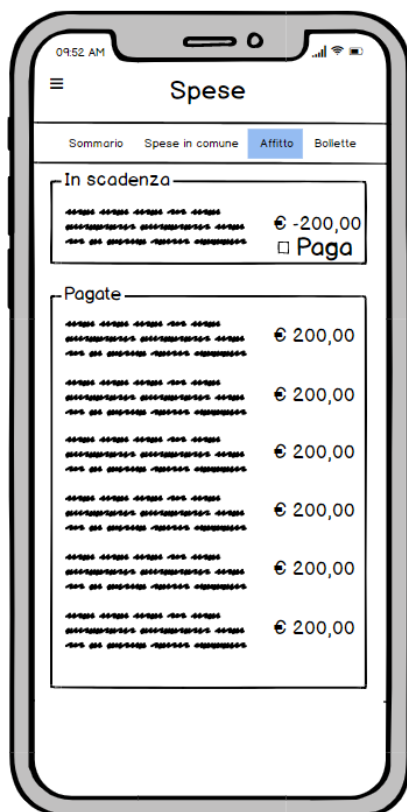 09:52 AM
Spese
Sommario Spese in comune Affitto Bollette
In scadenza
€ -200,00
Paga
Pagate
€ 200,00
€ 200,00
€ 200,00
€ 200,00
€ 200,00
€ 200,00